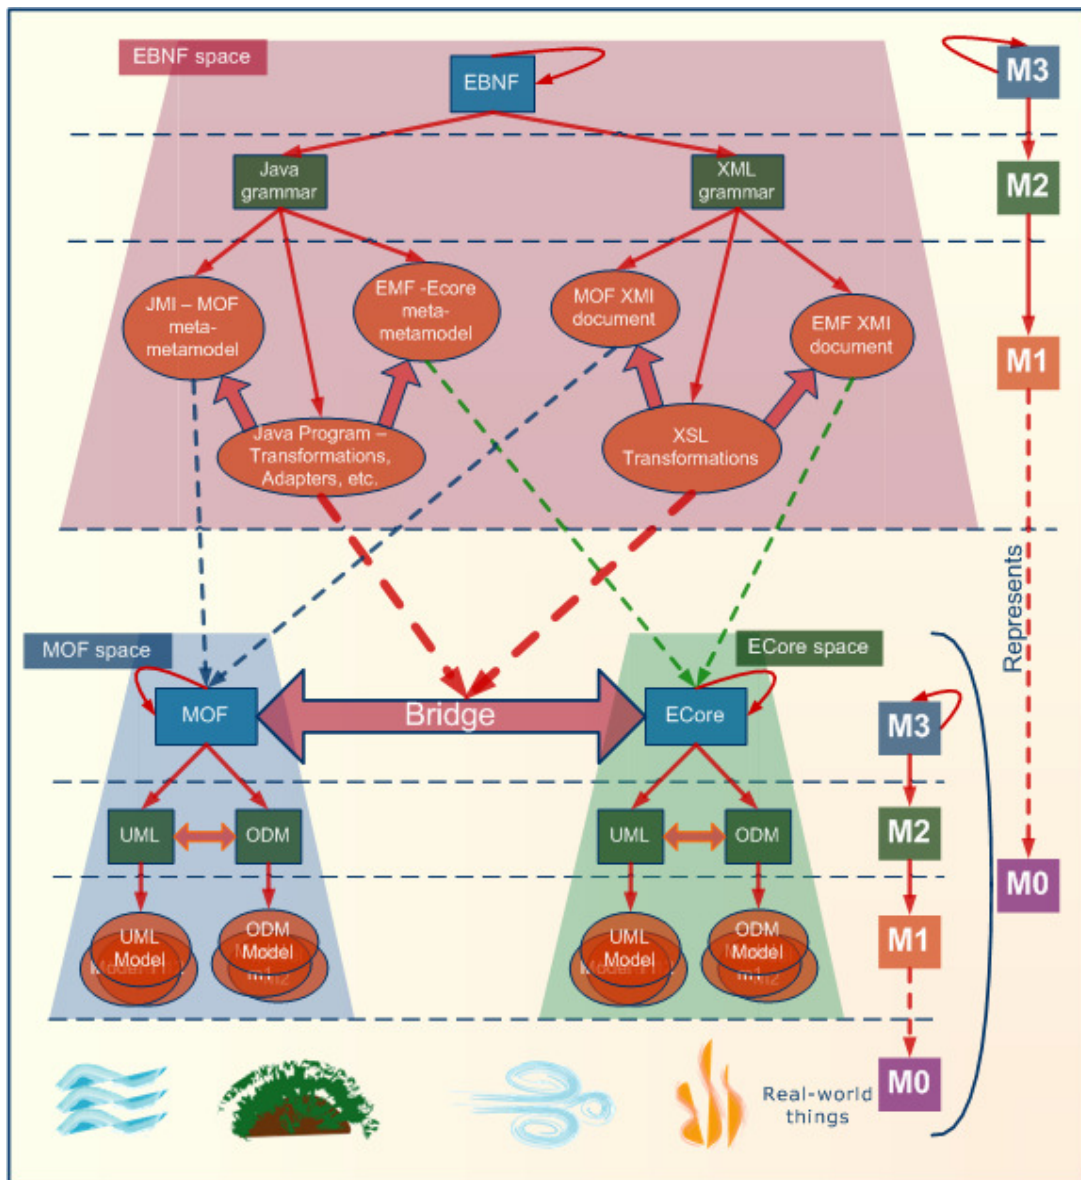 EBNF space
EBNF
M3
Java
grammar
XML
grammar
M2
JMI – MOF
meta-
metamodel
EMF -Ecore
meta-
metamodel
MOF XMI
document
EMF XMI
document
M1
Java Program –
Transformations,
Adapters, etc.
XSL
Transformations
Represents
MOF space
ECore space
MOF
Bridge
ECore
M3
UML
ODM
UML
ODM
M2
M0
UML
Model
ODM
Model
m1
UML
Model
ODM
Model
m1
M1
M0
Real-world
things